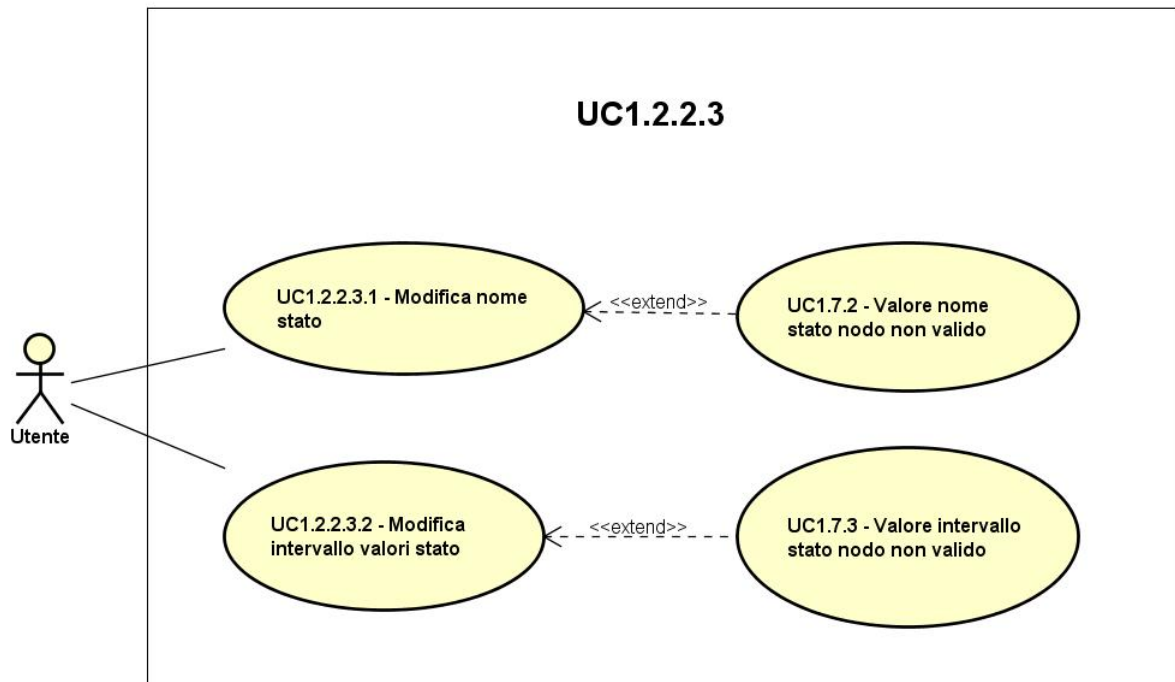 UC1.2.2.3
UC1.2.2.3.1 - Modifica nome
stato
<<extend>>
UC1.7.2 - Valore nome
stato nodo non valido
Utente
UC1.2.2.3.2 - Modifica
intervallo valori stato
<<extend>>
UC1.7.3 - Valore intervallo
stato nodo non valido